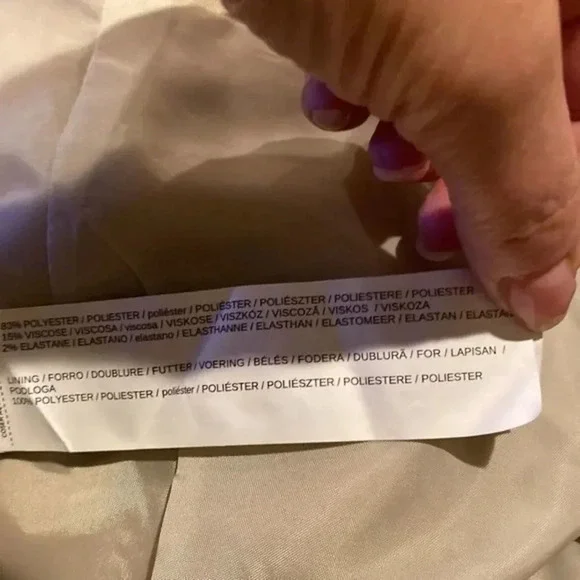 83% POLYESTER / POLIESTER / poliéster / POLIÉSTER / POLIÉSZTER / POLIESTERE / POLIESTER
15% VISCOSE / VISCOSA / viscosa / VISKOSE / VISZKÓZ / VISCOZĂ / VISKOS / VISKOZA
2% ELASTANE / ELASTANO / elastano / ELASTHANNE / ELASTHAN / ELASTOMEER / ELASTAN /
LINING / FORRO / DOUBLURE / FUTTER / VOERING / BÉLÉS / FODERA / DUBLURĂ / FOR / LAPISAN /
PODLOGA
100% POLYESTER / POLIESTER / poliéster / POLIÉSTER / POLIÉSZTER / POLIESTERE / POLIESTER